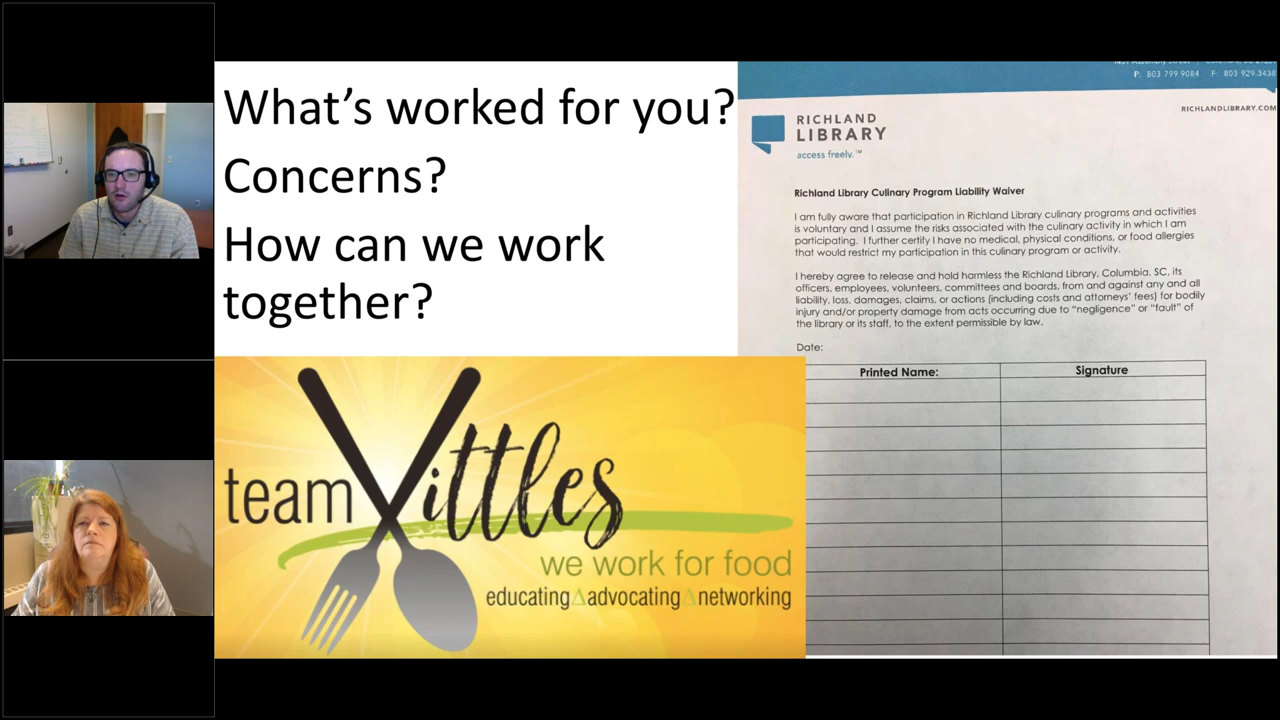 What's worked for you?
Concerns?
How can we work
together?
team Vittles
we work for food
educating∆advocating∆networking
P: 803 799 9084 F: 803 929 3438
RICHLANDLIBRARY.COM
RICHLAND
LIBRARY
access freely.™
Richland Library Culinary Program Liability Waiver
I am fully aware that participation in Richland Library culinary programs and activities
is voluntary and I assume the risks associated with the culinary activity in which I am
participating. I further certify I have no medical, physical conditions, or food allergies
that would restrict my participation in this culinary program or activity.
I hereby agree to release and hold harmless the Richland Library, Columbia, SC, its
officers, employees, volunteers, committees and boards, from and against any and all
liability, loss, damages, claims, or actions (including costs and attorneys' fees) for bodily
injury and/or property damage from acts occurring due to "negligence" or "fault" of
the library or its staff, to the extent permissible by law.
Date:
Printed Name: Signature